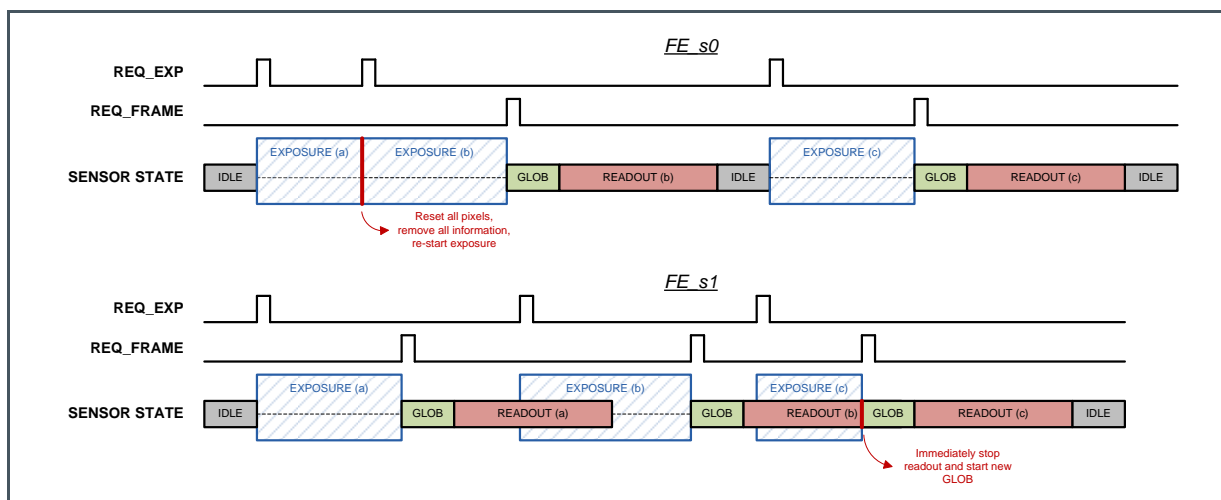 FE_s0
REQ_EXP
REQ_FRAME
EXPOSURE (a)
EXPOSURE (b)
EXPOSURE (c)
SENSOR STATE
IDLE
GLOB
READOUT (b)
IDLE
GLOB
READOUT (c)
IDLE
Reset all pixels,
remove all information,
re-start exposure
FE_s1
REQ_EXP
REQ_FRAME
EXPOSURE (a)
EXPOSURE (b)
EXPOSURE (c)
SENSOR STATE
IDLE
GLOB
READOUT (a)
GLOB
READOUT (b)
GLOB
READOUT (c)
IDLE
Immediately stop
readout and start new
GLOB